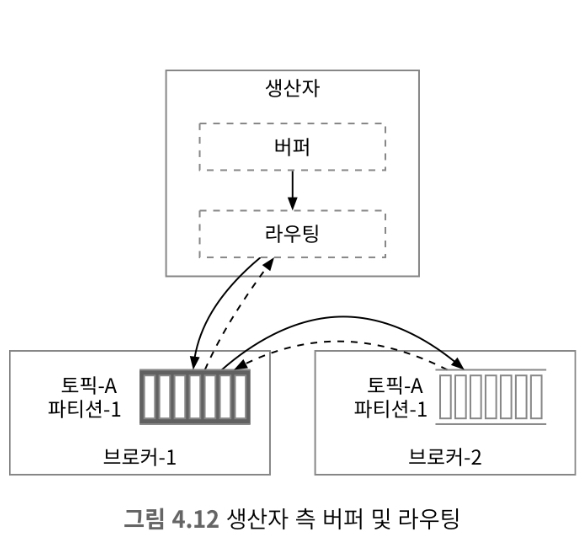 생산자
버퍼
라우팅
토픽-A
파티션-1
브로커-1
토픽-A
파티션-1
브로커-2
그림 4.12 생산자 측 버퍼 및 라우팅